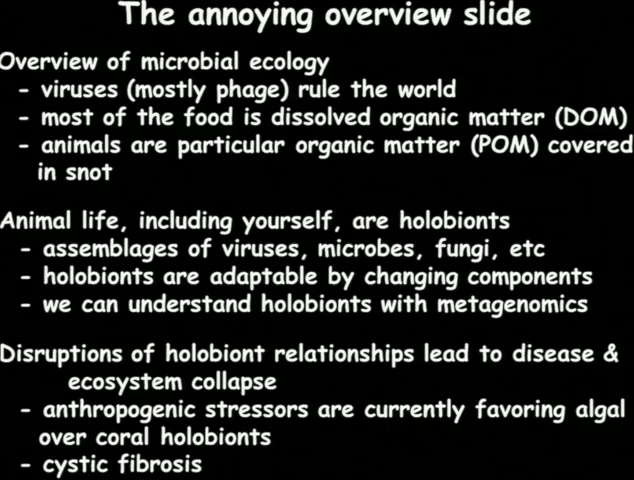 The annoying overview slide
Overview of microbial ecology
- viruses (mostly phage) rule the world
- most of the food is dissolved organic matter (DOM)
- animals are particular organic matter (POM) covered
in snot
Animal life, including yourself, are holobionts
- assemblages of viruses, microbes, fungi, etc
- holobionts are adaptable by changing components
- we can understand holobionts with metagenomics
Disruptions of holobiont relationships lead to disease &
ecosystem collapse
- anthropogenic stressors are currently favoring algal
over coral holobionts
- cystic fibrosis